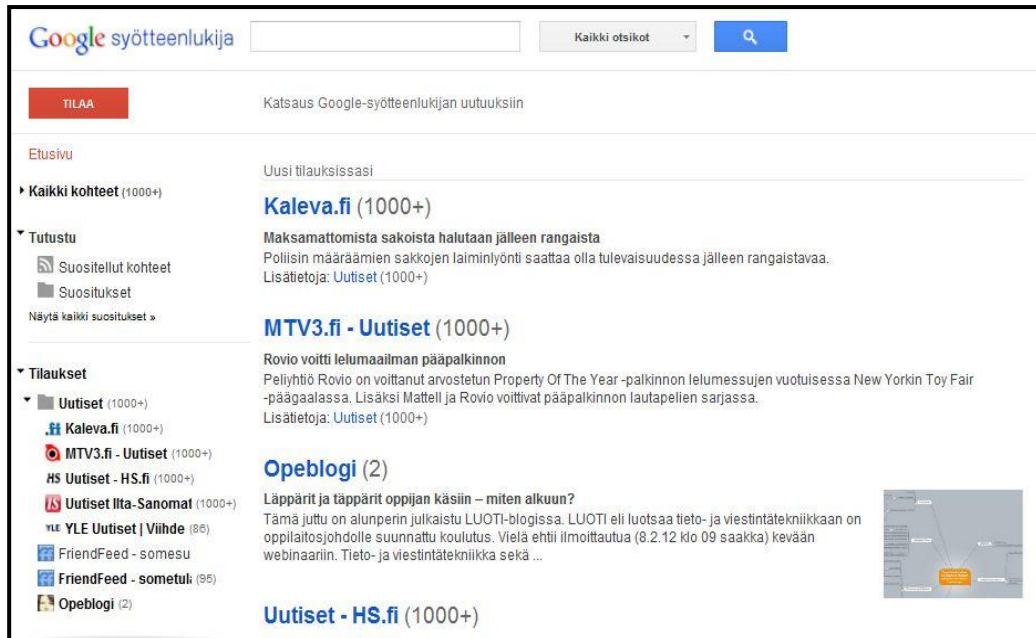 Google syötteenlukija
Kaikki otsikot
TILAA
Katsaus Google-syötteenlukijan uutuuksiin
Etusivu
Kaikki kohteet (1000+)
Tutustu
Suositellut kohteet
Suositukset
Näytä kaikki suositukset »
Tilaukset
Uutiset (1000+)
Kaleva.fi (1000+)
MTV3.fi - Uutiset (1000+)
HS Uutiset - HS.fi (1000+)
IS Uutiset Ilta-Sanomat (1000+)
YLE YLE Uutiset | Viihde (86)
FriendFeed - somesu
FriendFeed - sometula (95)
Opeblogi (2)
Uusi tilauksissasi
Kaleva.fi (1000+)
Maksamattomista sakoista halutaan jälleen rangaista
Poliisin määräämien sakkojen laiminlyönti saattaa olla tulevaisuudessa jälleen rangaistavaa.
Lisätietoja: Uutiset (1000+)
MTV3.fi - Uutiset (1000+)
Rovio voitti lelumaailman pääpalkinnon
Peliyhtiö Rovio on voittanut arvostetun Property Of The Year -palkinnon lelumessujen vuotuisessa New Yorkin Toy Fair
-päägaalassa. Lisäksi Mattell ja Rovio voittivat pääpalkinnon lautapelien sarjassa.
Lisätietoja: Uutiset (1000+)
Opeblogi (2)
Läppärit ja täppärit oppijan käsiin – miten alkuun?
Tämä juttu on alunperin julkaistu LUOTI-blogissa. LUOTI eli luotsaa tieto- ja viestintätekniikkaan on
oppilaitosjohdolle suunnattu koulutus. Vielä ehtii ilmoittautua (8.2.12 klo 09 saakka) kevään
webinaariin. Tieto- ja viestintätekniikka sekä ...
Uutiset - HS.fi (1000+)